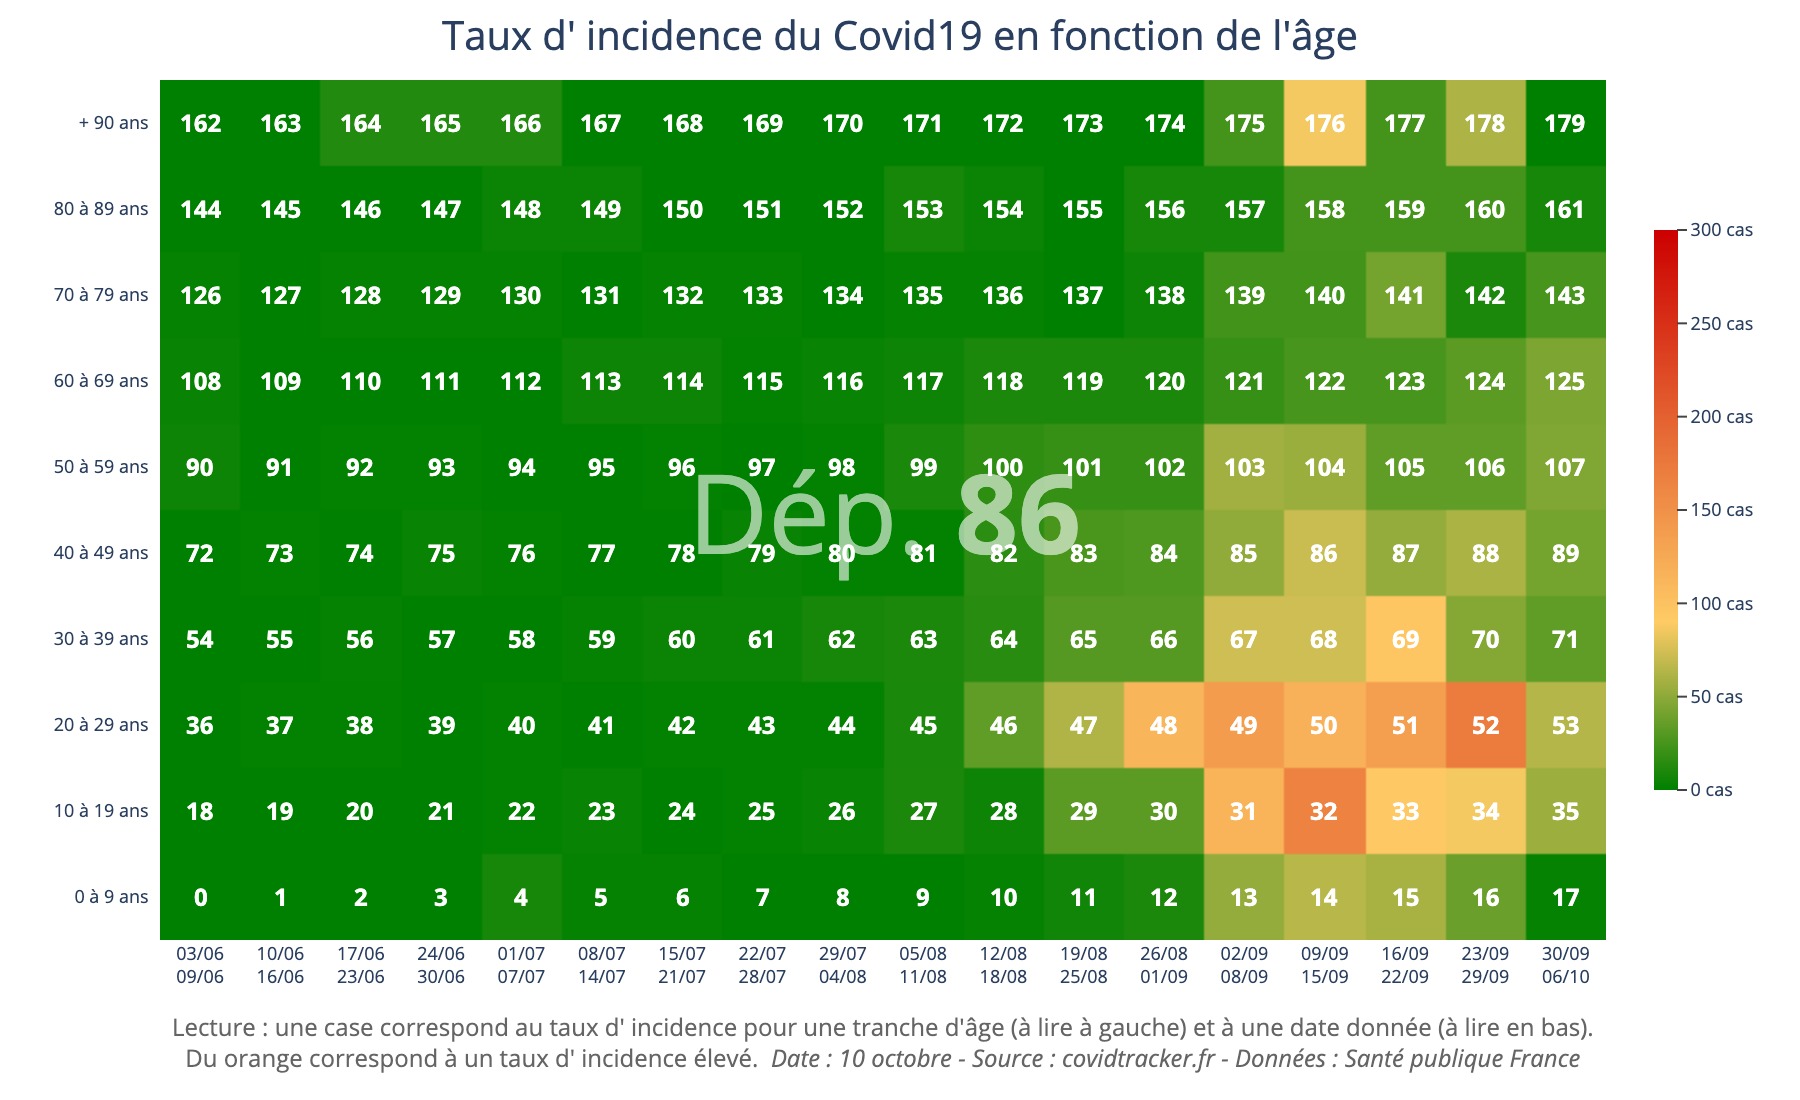 Taux d' incidence du Covid19 en fonction de l'âge
+ 90 ans 162 163 164 165 166 167 168 169 170 171 172 173 174 175 176 177 178 179
80 à 89 ans 144 145 146 147 148 149 150 151 152 153 154 155 156 157 158 159 160 161
70 à 79 ans 126 127 128 129 130 131 132 133 134 135 136 137 138 139 140 141 142 143
60 à 69 ans 108 109 110 111 112 113 114 115 116 117 118 119 120 121 122 123 124 125
50 à 59 ans 90 91 92 93 94 95 96 97 98 99 100 101 102 103 104 105 106 107
Dép. 86
40 à 49 ans 72 73 74 75 76 77 78 79 80 81 82 83 84 85 86 87 88 89
30 à 39 ans 54 55 56 57 58 59 60 61 62 63 64 65 66 67 68 69 70 71
20 à 29 ans 36 37 38 39 40 41 42 43 44 45 46 47 48 49 50 51 52 53
10 à 19 ans 18 19 20 21 22 23 24 25 26 27 28 29 30 31 32 33 34 35
0 à 9 ans 0 1 2 3 4 5 6 7 8 9 10 11 12 13 14 15 16 17
03/06 10/06 17/06 24/06 01/07 08/07 15/07 22/07 29/07 05/08 12/08 19/08 26/08 02/09 09/09 16/09 23/09 30/09
09/06 16/06 23/06 30/06 07/07 14/07 21/07 28/07 04/08 11/08 18/08 25/08 01/09 08/09 15/09 22/09 29/09 06/10
300 cas
250 cas
200 cas
150 cas
100 cas
50 cas
0 cas
Lecture : une case correspond au taux d' incidence pour une tranche d'âge (à lire à gauche) et à une date donnée (à lire en bas).
Du orange correspond à un taux d' incidence élevé. Date : 10 octobre - Source : covidtracker.fr - Données : Santé publique France